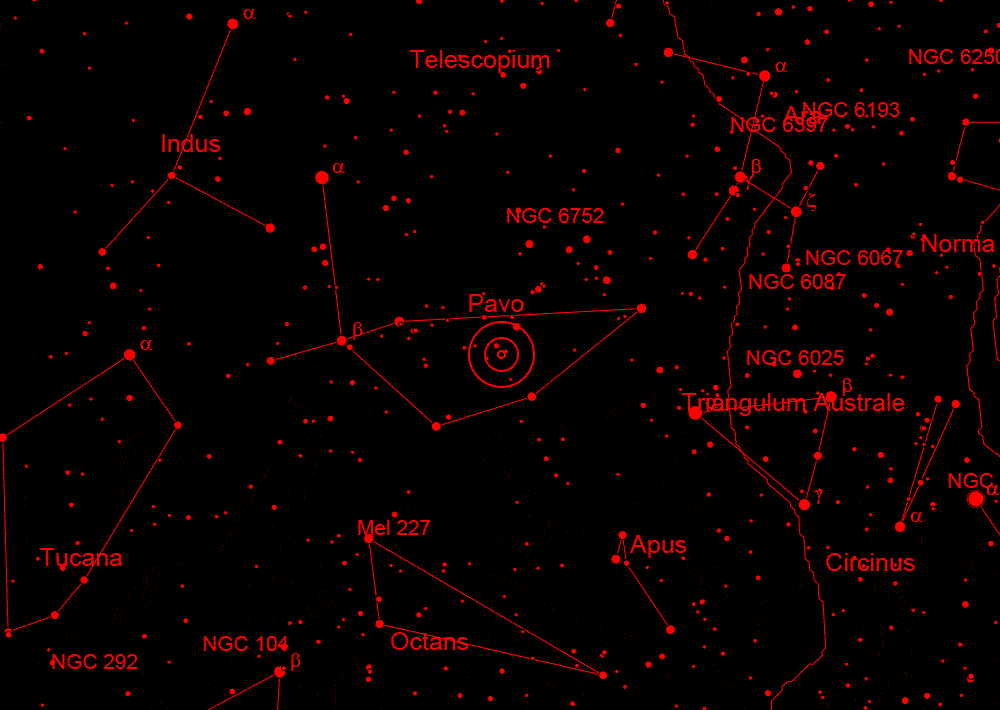 α
Telescopium
NGC 6250
α
NGC 6193
Ara
NGC 6397
Indus
α
β
ζ
NGC 6752
Norma
NGC 6067
NGC 6087
Pavo
β
α
NGC 6025
β
Triangulum Australe
α
NGC
α
γ
α
Mel 227
Apus
Tucana
Circinus
Octans
NGC 104
NGC 292
β